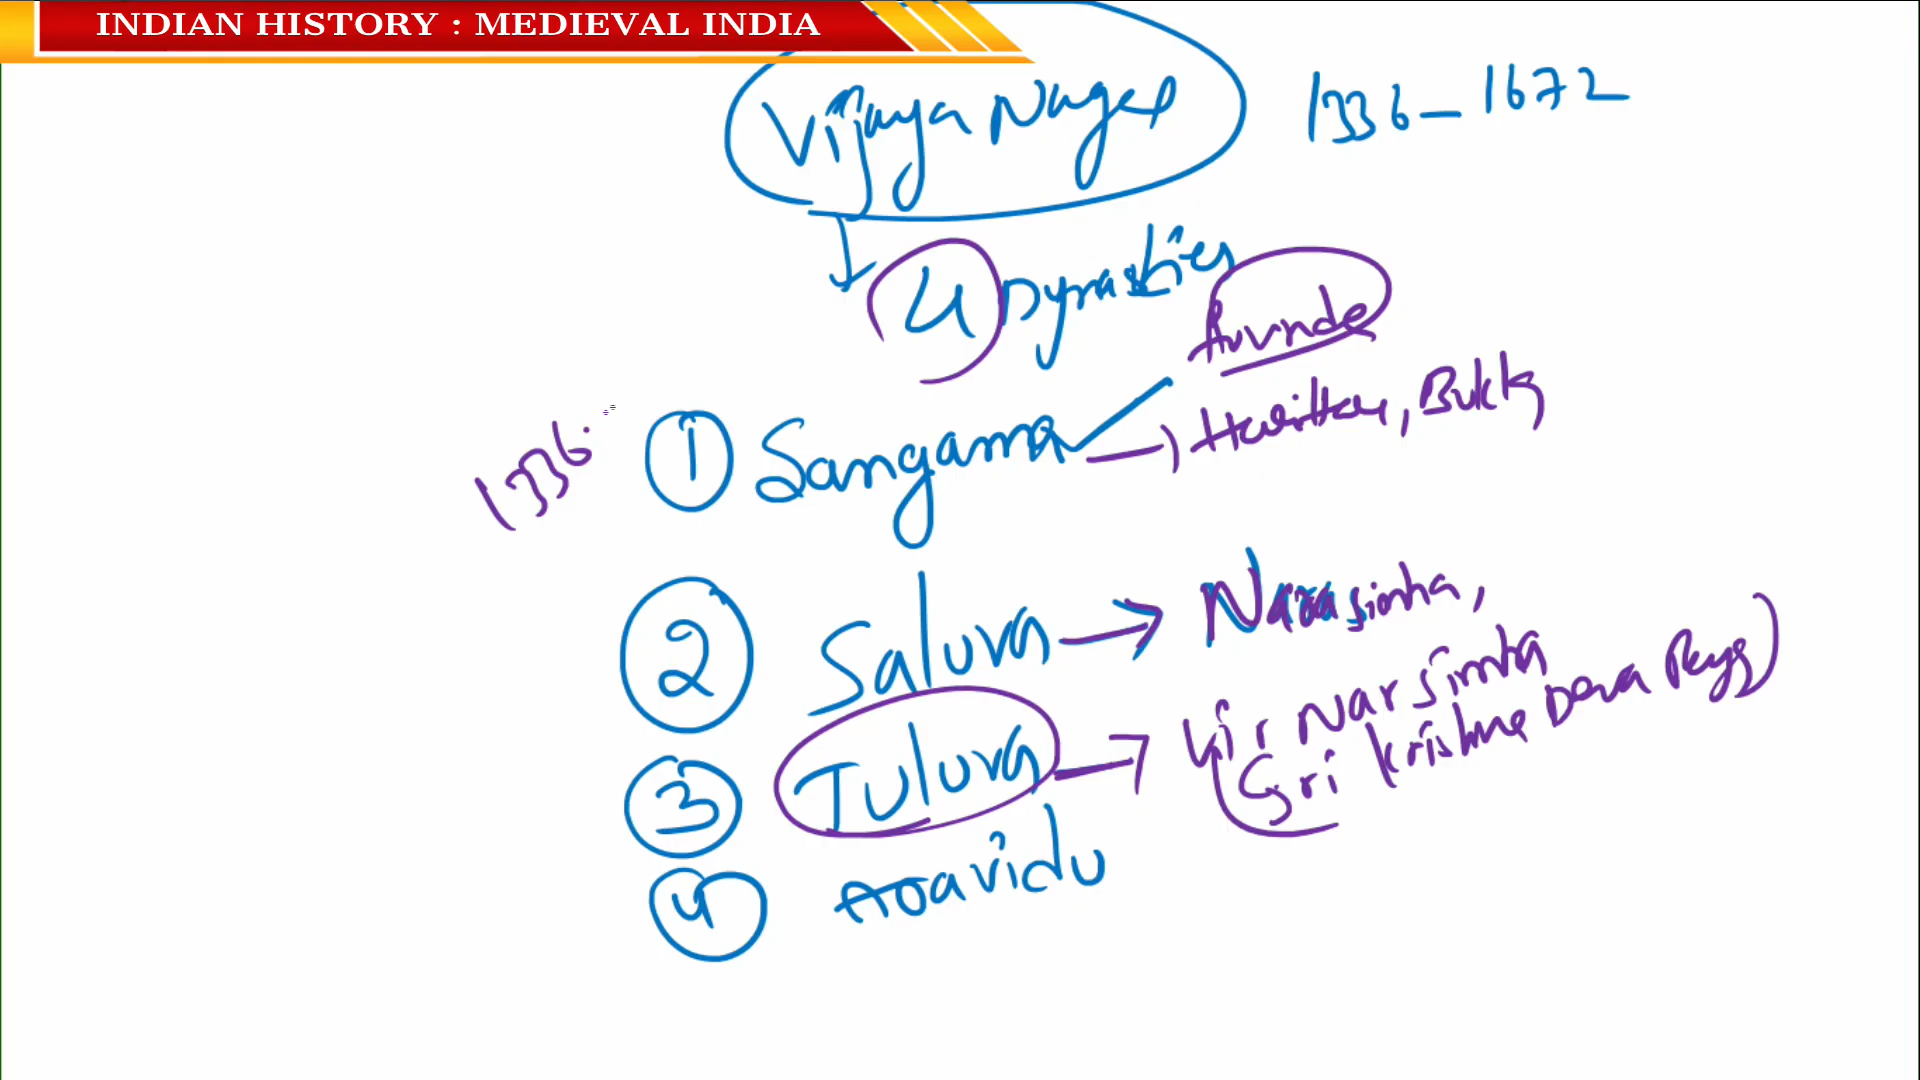 INDIAN HISTORY : MEDIEVAL INDIA
Vijaya Nagar 1336-1672
4 Dynasties
1336. 1 Sangama → Harihar, Bukka
2 Saluva → Narasimha,
3 Tuluva → Vir Narsimha
Sri Krishna Deva Raya)
4 Aravidu